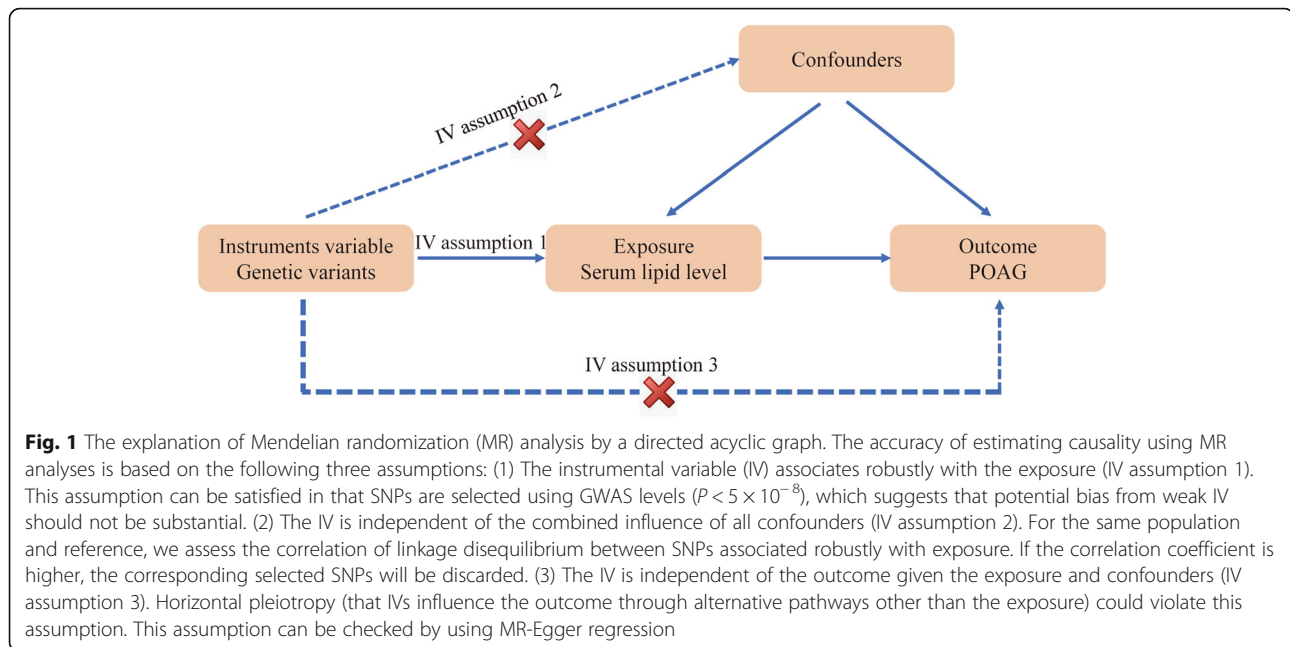 Confounders
IV assumption 2
Instruments variable
Genetic variants
IV assumption 1
Exposure
Serum lipid level
Outcome
POAG
IV assumption 3
Fig. 1 The explanation of Mendelian randomization (MR) analysis by a directed acyclic graph. The accuracy of estimating causality using MR
analyses is based on the following three assumptions: (1) The instrumental variable (IV) associates robustly with the exposure (IV assumption 1).
This assumption can be satisfied in that SNPs are selected using GWAS levels (P < 5 × 10⁻⁸), which suggests that potential bias from weak IV
should not be substantial. (2) The IV is independent of the combined influence of all confounders (IV assumption 2). For the same population
and reference, we assess the correlation of linkage disequilibrium between SNPs associated robustly with exposure. If the correlation coefficient is
higher, the corresponding selected SNPs will be discarded. (3) The IV is independent of the outcome given the exposure and confounders (IV
assumption 3). Horizontal pleiotropy (that IVs influence the outcome through alternative pathways other than the exposure) could violate this
assumption. This assumption can be checked by using MR-Egger regression